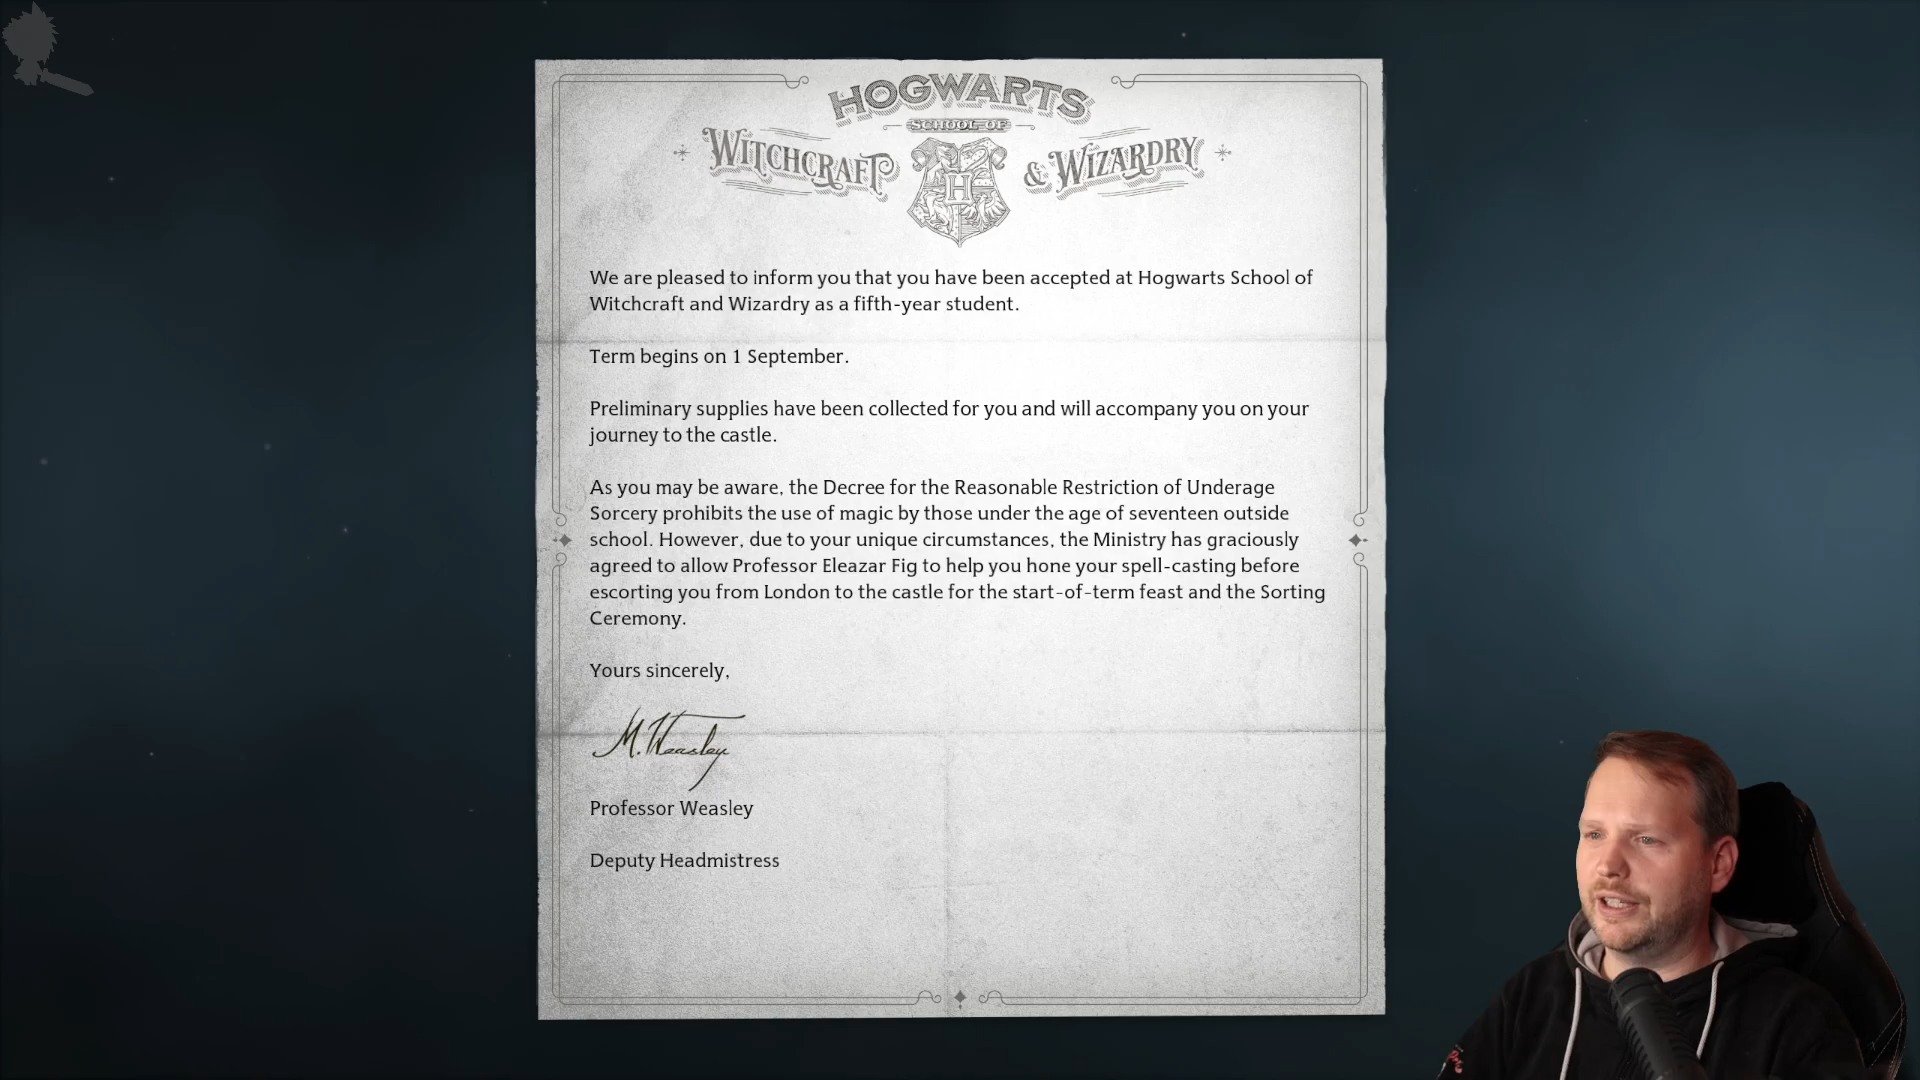 HOGWARTS
SCHOOL OF
WITCHCRAFT & WIZARDRY
H
We are pleased to inform you that you have been accepted at Hogwarts School of
Witchcraft and Wizardry as a fifth-year student.
Term begins on 1 September.
Preliminary supplies have been collected for you and will accompany you on your
journey to the castle.
As you may be aware, the Decree for the Reasonable Restriction of Underage
Sorcery prohibits the use of magic by those under the age of seventeen outside
school. However, due to your unique circumstances, the Ministry has graciously
agreed to allow Professor Eleazar Fig to help you hone your spell-casting before
escorting you from London to the castle for the start-of-term feast and the Sorting
Ceremony.
Yours sincerely,
M. Weasley
Professor Weasley
Deputy Headmistress